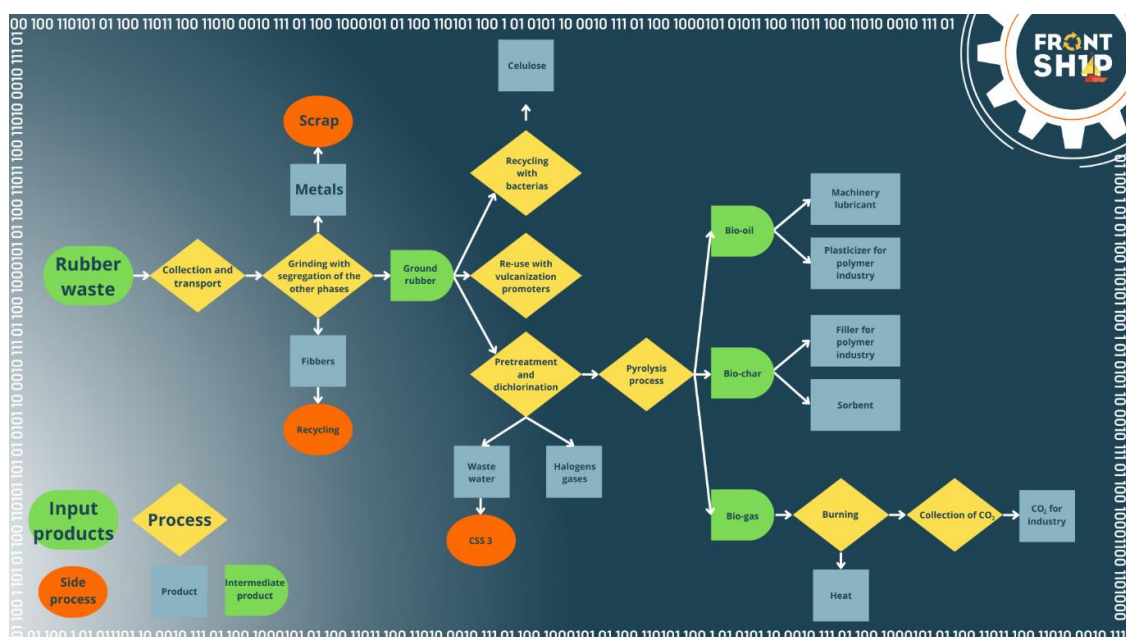 FRONT
SH1P
Celulose
Scrap
Recycling
with
bacterias
Metals
Machinery
lubricant
Bio-oil
Rubber
waste
Collection and
transport
Grinding with
segregation of the
other phases
Ground
rubber
Re-use with
vulcanization
promoters
Plasticizer for
polymer
industry
Fibbers
Pretreatment
and
dichlorination
Pyrolysis
process
Bio-char
Filler for
polymer
industry
Sorbent
Recycling
Waste
water
Halogens
gases
Input
products
Process
CSS 3
Bio-gas
Burning
Collection of CO₂
CO₂ for
industry
Side
process
Product
Intermediate
product
Heat